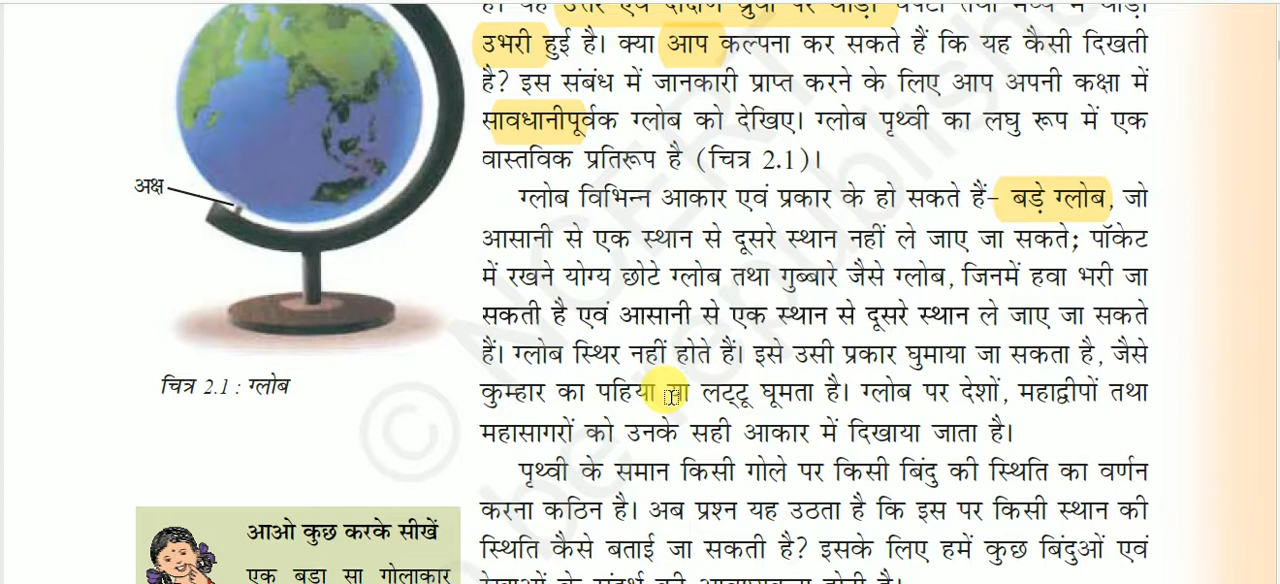 उभरी हुई है। क्या आप कल्पना कर सकते हैं कि यह कैसी दिखती
है? इस संबंध में जानकारी प्राप्त करने के लिए आप अपनी कक्षा में
सावधानीपूर्वक ग्लोब को देखिए। ग्लोब पृथ्वी का लघु रूप में एक
वास्तविक प्रतिरूप है (चित्र 2.1)।
अक्ष
ग्लोब विभिन्न आकार एवं प्रकार के हो सकते हैं– बड़े ग्लोब, जो
आसानी से एक स्थान से दूसरे स्थान नहीं ले जाए जा सकते; पॉकेट
में रखने योग्य छोटे ग्लोब तथा गुब्बारे जैसे ग्लोब, जिनमें हवा भरी जा
सकती है एवं आसानी से एक स्थान से दूसरे स्थान ले जाए जा सकते
हैं। ग्लोब स्थिर नहीं होते हैं। इसे उसी प्रकार घुमाया जा सकता है, जैसे
कुम्हार का पहिया या लट्टू घूमता है। ग्लोब पर देशों, महाद्वीपों तथा
महासागरों को उनके सही आकार में दिखाया जाता है।
चित्र 2.1 : ग्लोब
पृथ्वी के समान किसी गोले पर किसी बिंदु की स्थिति का वर्णन
करना कठिन है। अब प्रश्न यह उठता है कि इस पर किसी स्थान की
स्थिति कैसे बताई जा सकती है? इसके लिए हमें कुछ बिंदुओं एवं
आओ कुछ करके सीखें
एक बड़ा सा गोलाकार
© NCERT
be republished